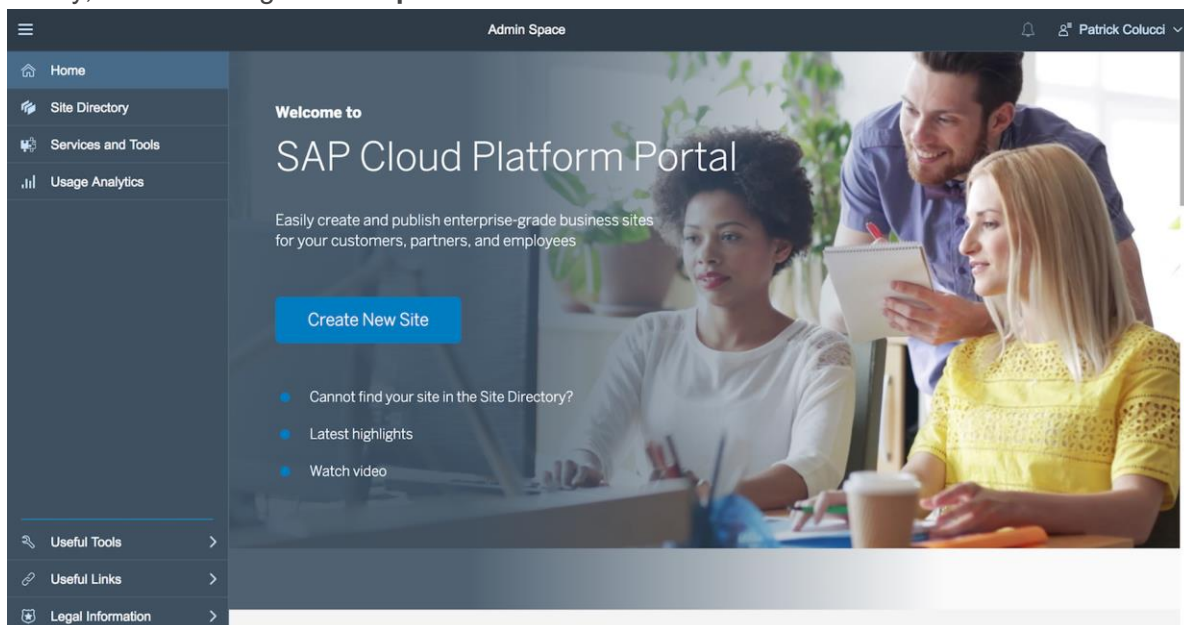 Admin Space
Patrick Colucci
Home
Site Directory
Services and Tools
Usage Analytics
Useful Tools
Useful Links
Legal Information
Welcome to
SAP Cloud Platform Portal
Easily create and publish enterprise-grade business sites
for your customers, partners, and employees
Create New Site
Cannot find your site in the Site Directory?
Latest highlights
Watch video